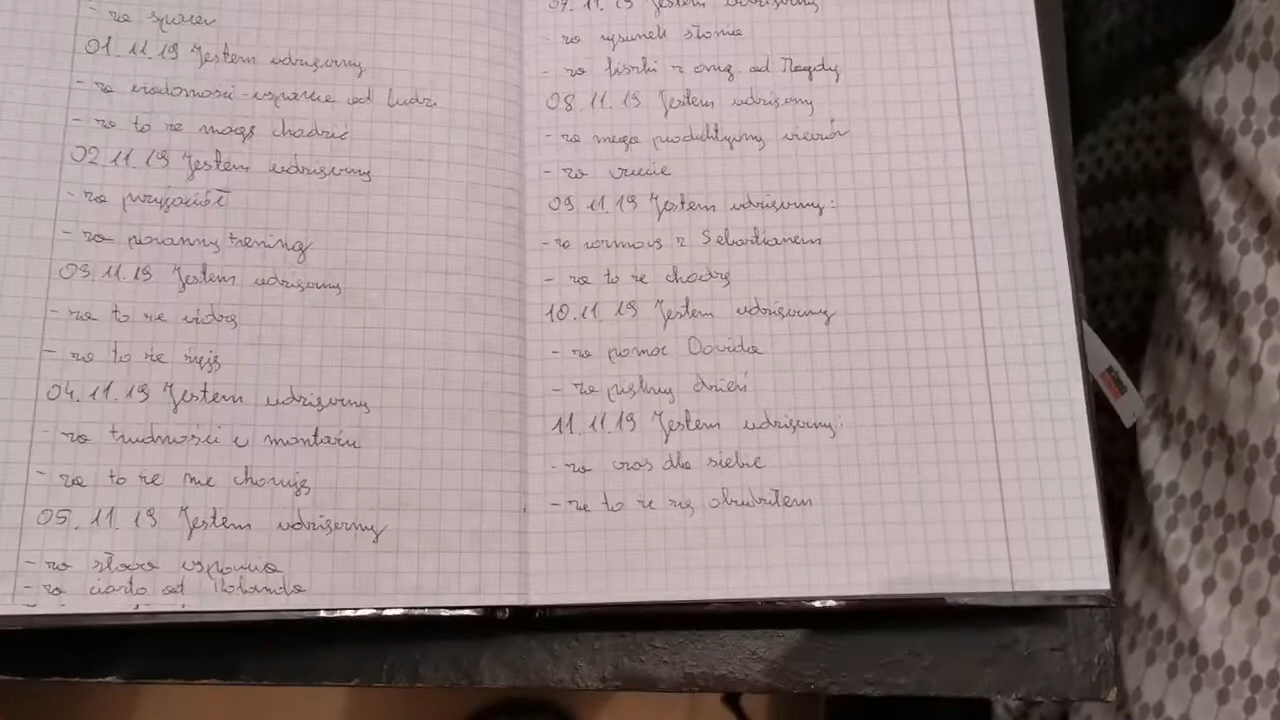 - za spacer
01.11.19 Jestem wdzięczny
- za wiadomości - wsparcie od ludzi
- za to że mogę chodzić
02.11.19 Jestem wdzięczny
- za przyjaciół
- za poranny trening
03.11.19 Jestem wdzięczny
- za to że widzę
- za to że żyję
04.11.19 Jestem wdzięczny
- za trudności w montażu
- za to że nie choruję
05.11.19 Jestem wdzięczny
- za słowa wsparcia
- za ciasto od Rolanda
07.11.19 Jestem wdzięczny
- za rysunek słonia
- za fiszki z ang. od Magdy
08.11.19 Jestem wdzięczny
- za mega produktywny wieczór
- za życie
09.11.19 Jestem wdzięczny:
- za rozmowę z Sebastianem
- za to że chodzę
10.11.19 Jestem wdzięczny
- za pomoc Dawida
- za piękny dzień
11.11.19 Jestem wdzięczny:
- za czas dla siebie
- za to że się obudziłem